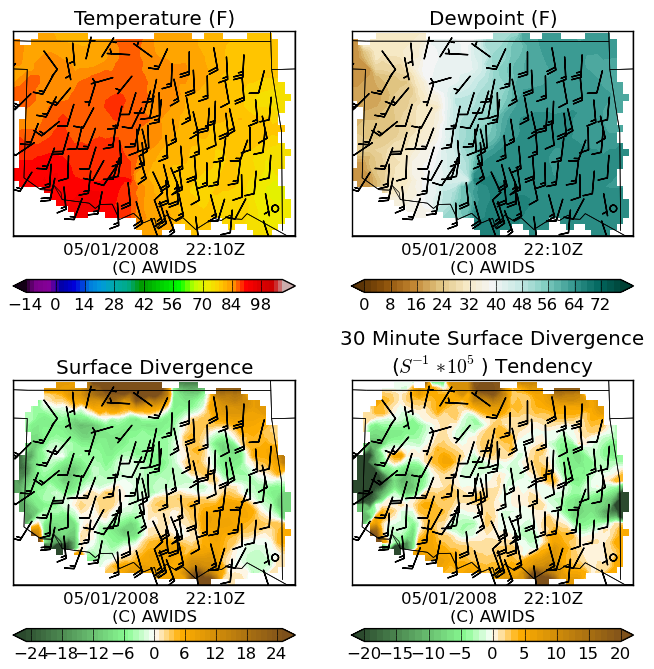 Temperature (F)
Dewpoint (F)
05/01/2008 22:10Z
(C) AWIDS
05/01/2008 22:10Z
(C) AWIDS
−14 0 14 28 42 56 70 84 98
0 8 16 24 32 40 48 56 64 72
Surface Divergence
30 Minute Surface Divergence
(S⁻¹ *10⁵ ) Tendency
05/01/2008 22:10Z
(C) AWIDS
05/01/2008 22:10Z
(C) AWIDS
−24 −18 −12 −6 0 6 12 18 24
−20 −15 −10 −5 0 5 10 15 20